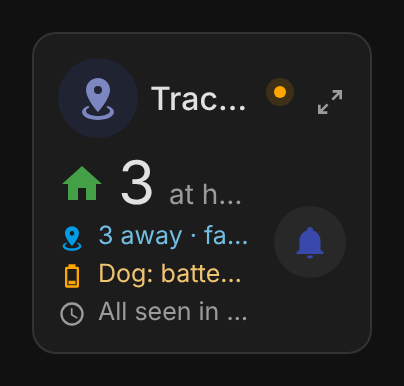 Trac...
3 at h...
3 away · fa...
Dog: batte...
All seen in ...